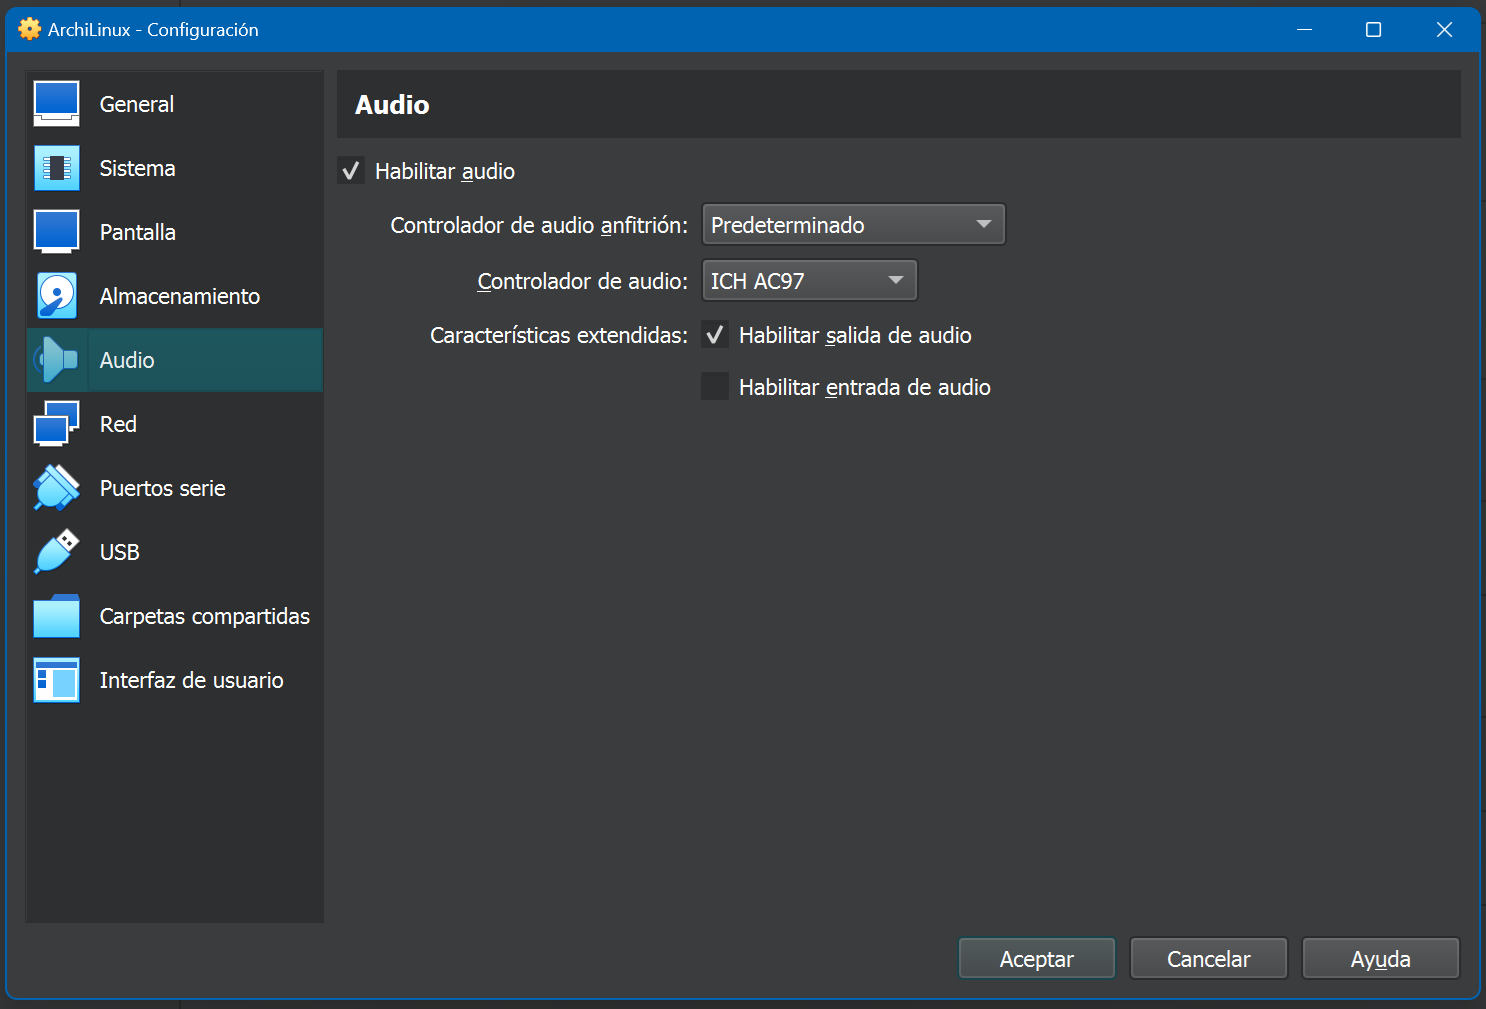 ArchiLinux - Configuración
General
Sistema
Pantalla
Almacenamiento
Audio
Red
Puertos serie
USB
Carpetas compartidas
Interfaz de usuario
Audio
Habilitar audio
Controlador de audio anfitrión: Predeterminado
Controlador de audio: ICH AC97
Características extendidas: Habilitar salida de audio
Habilitar entrada de audio
Aceptar Cancelar Ayuda